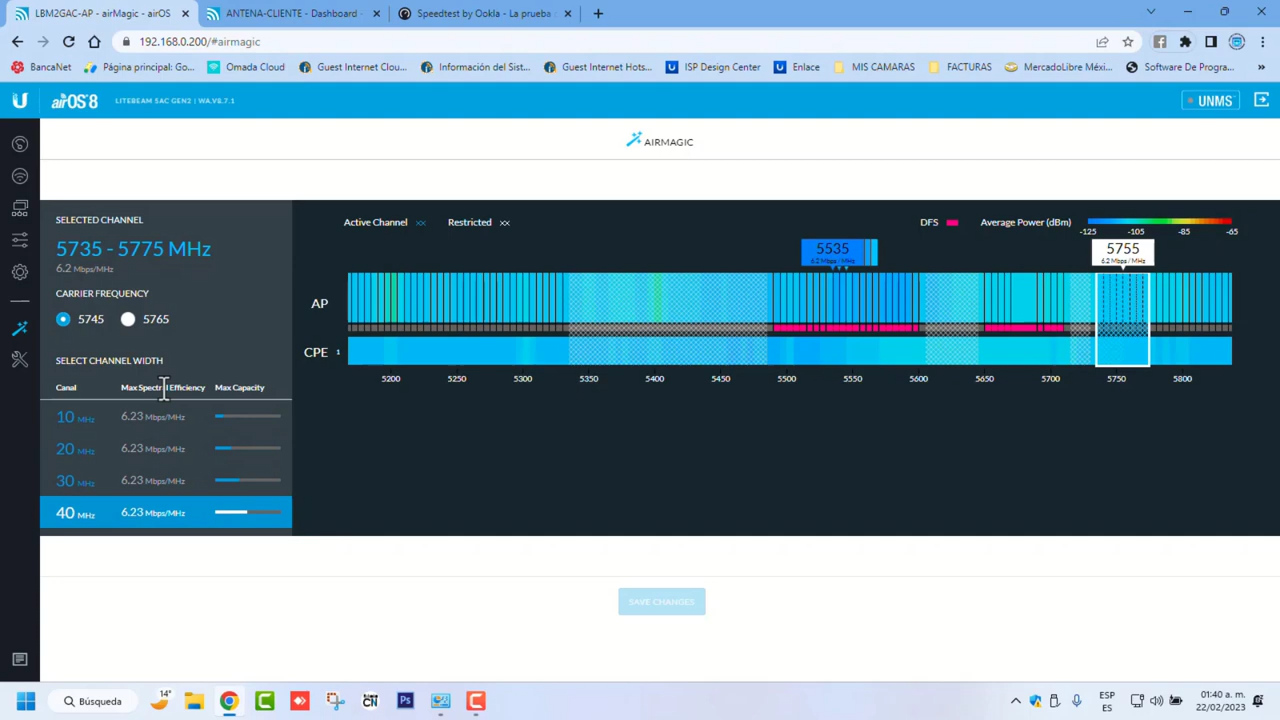 LBM2GAC-AP - airMagic - airOS
ANTENA-CLIENTE - Dashboard -
Speedtest by Ookla - La prueba
192.168.0.200/#airmagic
BancaNet
Página principal: Go...
Omada Cloud
Guest Internet Clou...
Información del Sist...
Guest Internet Hots...
ISP Design Center
Enlace
MIS CAMARAS
FACTURAS
MercadoLibre Méxi...
Software De Progra...
»
airOS 8
LITEBEAM 5AC GEN2 | WA.V8.7.1
UNMS
AIRMAGIC
SELECTED CHANNEL
5735 - 5775 MHz
6.2 Mbps/MHz
CARRIER FREQUENCY
5745 5765
SELECT CHANNEL WIDTH
Canal Max Spectral Efficiency Max Capacity
10 MHz 6.23 Mbps/MHz
20 MHz 6.23 Mbps/MHz
30 MHz 6.23 Mbps/MHz
40 MHz 6.23 Mbps/MHz
Active Channel Restricted
DFS Average Power (dBm)
-125 -105 -85 -65
5535
6.2 Mbps / MHz
5755
6.2 Mbps / MHz
AP
CPE 1
5200 5250 5300 5350 5400 5450 5500 5550 5600 5650 5700 5750 5800
SAVE CHANGES
Búsqueda
14°
CN
Ps
ESP
ES
01:40 a. m.
22/02/2023